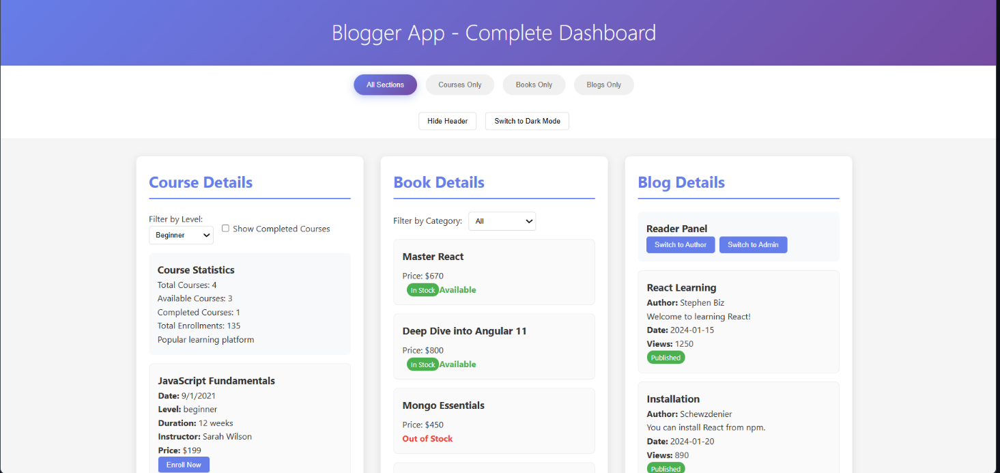 Blogger App - Complete Dashboard
All Sections
Courses Only
Books Only
Blogs Only
Hide Header
Switch to Dark Mode
Course Details
Filter by Level:
Beginner
Show Completed Courses
Course Statistics
Total Courses: 4
Available Courses: 3
Completed Courses: 1
Total Enrollments: 135
Popular learning platform
JavaScript Fundamentals
Date: 9/1/2021
Level: beginner
Duration: 12 weeks
Instructor: Sarah Wilson
Price: $199
Enroll Now
Book Details
Filter by Category: All
Master React
Price: $670
In Stock Available
Deep Dive into Angular 11
Price: $800
In Stock Available
Mongo Essentials
Price: $450
Out of Stock
Blog Details
Reader Panel
Switch to Author
Switch to Admin
React Learning
Author: Stephen Biz
Welcome to learning React!
Date: 2024-01-15
Views: 1250
Published
Installation
Author: Schewzdenier
You can install React from npm.
Date: 2024-01-20
Views: 890
Published